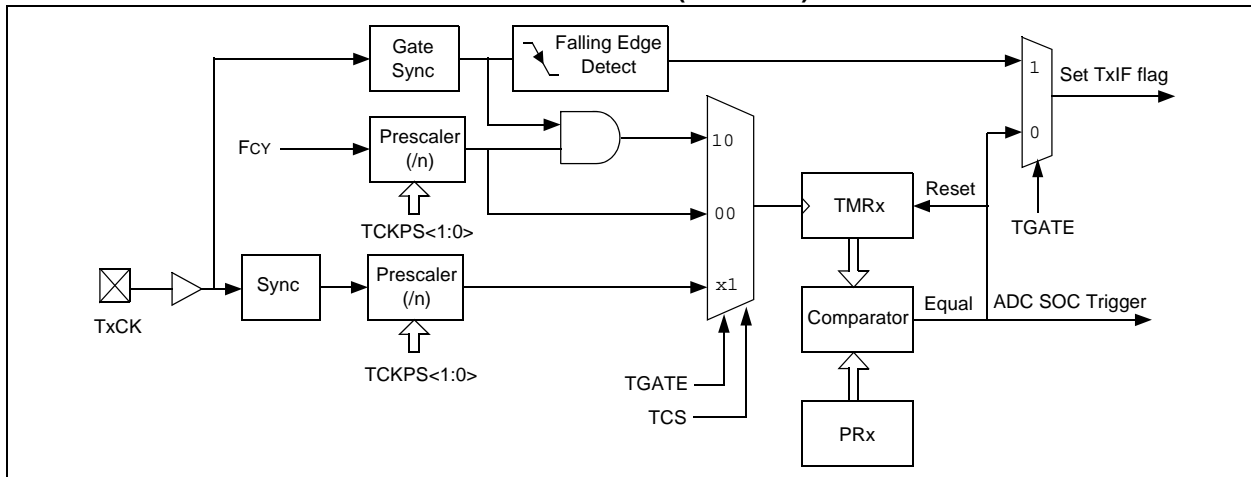 Gate
Sync
Falling Edge
Detect
1
Set TxIF flag
0
FCY
Prescaler
(/n)
10
TCKPS<1:0>
00
TMRx
Reset
TGATE
TxCK
Sync
Prescaler
(/n)
x1
TCKPS<1:0>
Comparator
Equal
ADC SOC Trigger
TGATE
TCS
PRx